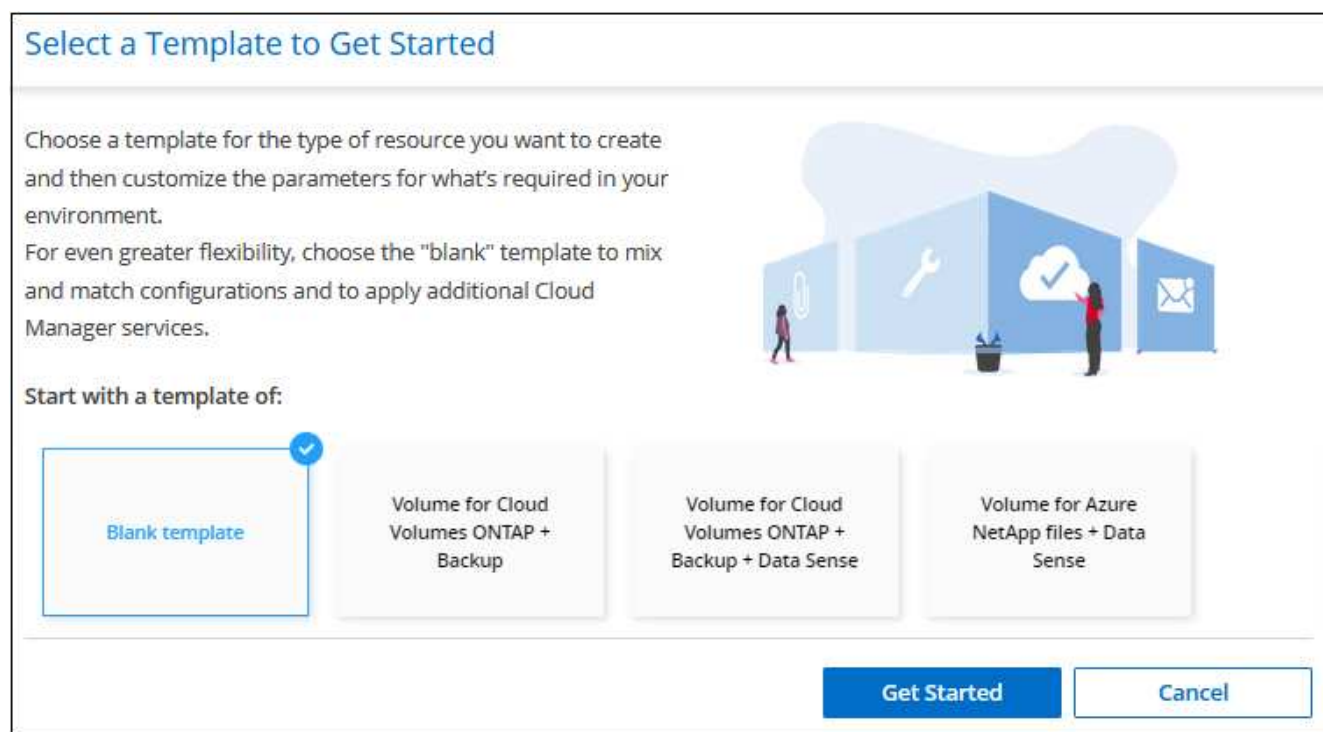 Select a Template to Get Started
Choose a template for the type of resource you want to create
and then customize the parameters for what's required in your
environment.
For even greater flexibility, choose the "blank" template to mix
and match configurations and to apply additional Cloud
Manager services.
Start with a template of:
Blank template
Volume for Cloud
Volumes ONTAP +
Backup
Volume for Cloud
Volumes ONTAP +
Backup + Data Sense
Volume for Azure
NetApp files + Data
Sense
Get Started
Cancel